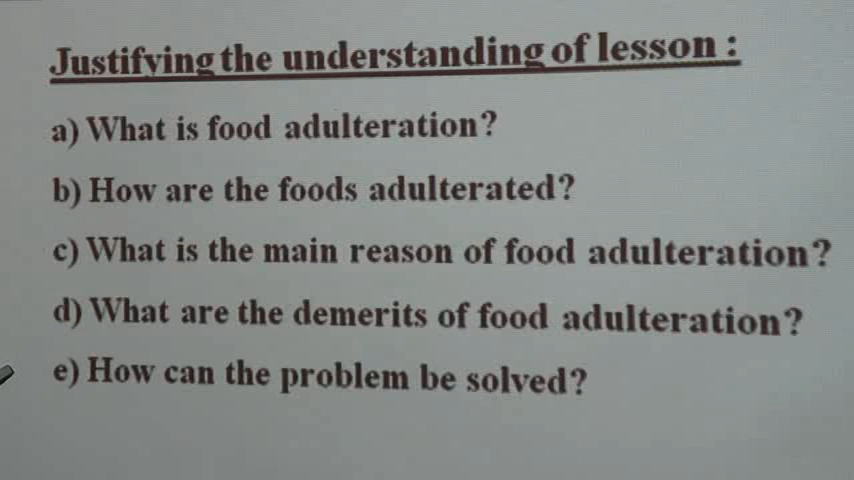 Justifying the understanding of lesson :
a) What is food adulteration?
b) How are the foods adulterated?
c) What is the main reason of food adulteration?
d) What are the demerits of food adulteration?
e) How can the problem be solved?